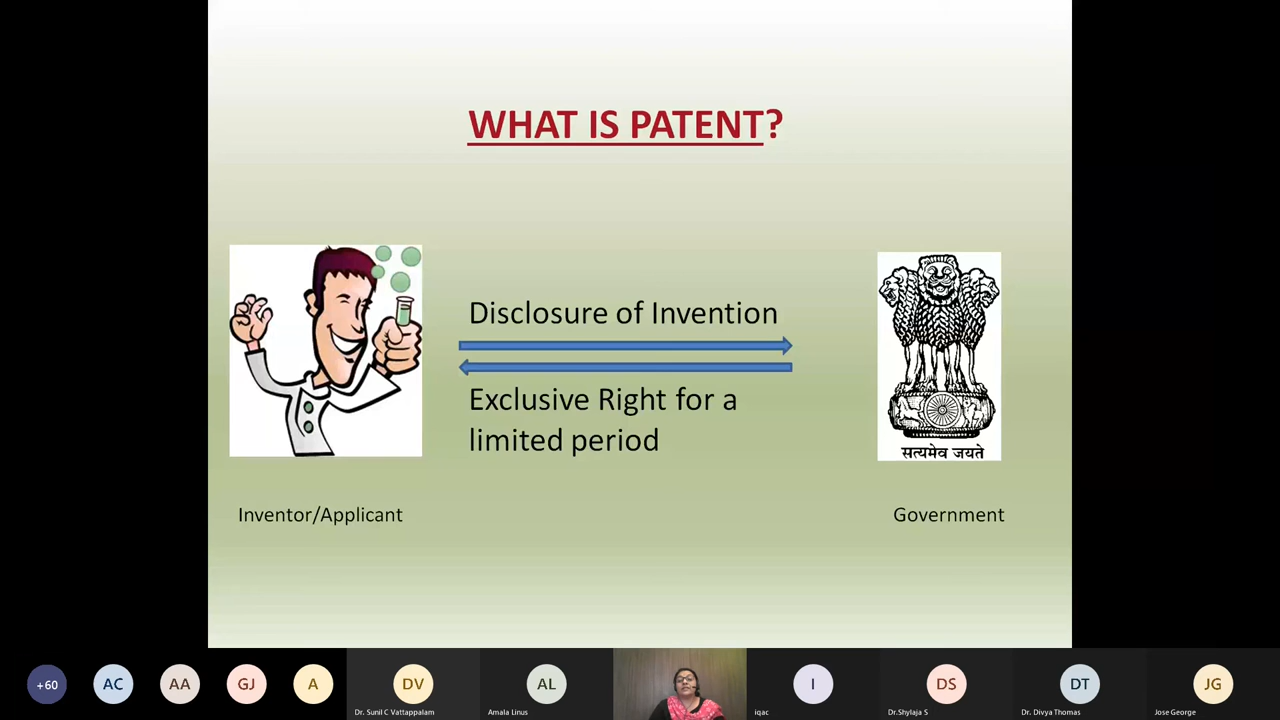 WHAT IS PATENT?
Disclosure of Invention
Exclusive Right for a
limited period
सत्यमेव जयते
Inventor/Applicant
Government
+60
AC
AA
GJ
A
DV
AL
I
DS
DT
JG
Dr. Sunil C Vattappalam
Amala Linus
iqac
Dr.Shylaja S
Dr. Divya Thomas
Jose George